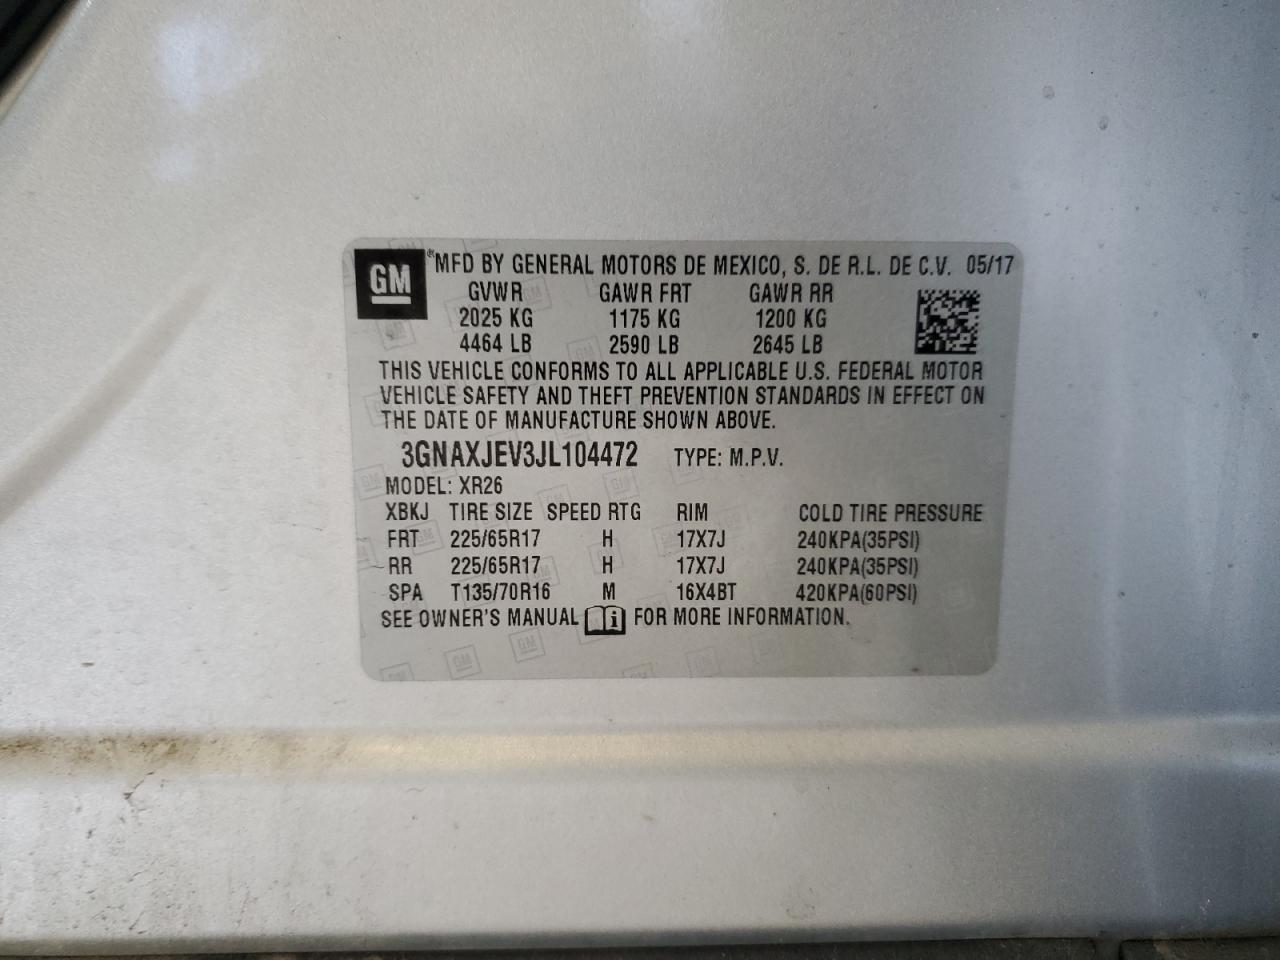 GM
® MFD BY GENERAL MOTORS DE MEXICO, S. DE R.L. DE C.V. 05/17
GVWR GAWR FRT GAWR RR
2025 KG 1175 KG 1200 KG
4464 LB 2590 LB 2645 LB
THIS VEHICLE CONFORMS TO ALL APPLICABLE U.S. FEDERAL MOTOR
VEHICLE SAFETY AND THEFT PREVENTION STANDARDS IN EFFECT ON
THE DATE OF MANUFACTURE SHOWN ABOVE.
3GNAXJEV3JL104472 TYPE: M.P.V.
MODEL: XR26
XBKJ TIRE SIZE SPEED RTG RIM COLD TIRE PRESSURE
FRT 225/65R17 H 17X7J 240KPA(35PSI)
RR 225/65R17 H 17X7J 240KPA(35PSI)
SPA T135/70R16 M 16X4BT 420KPA(60PSI)
SEE OWNER'S MANUAL i FOR MORE INFORMATION.